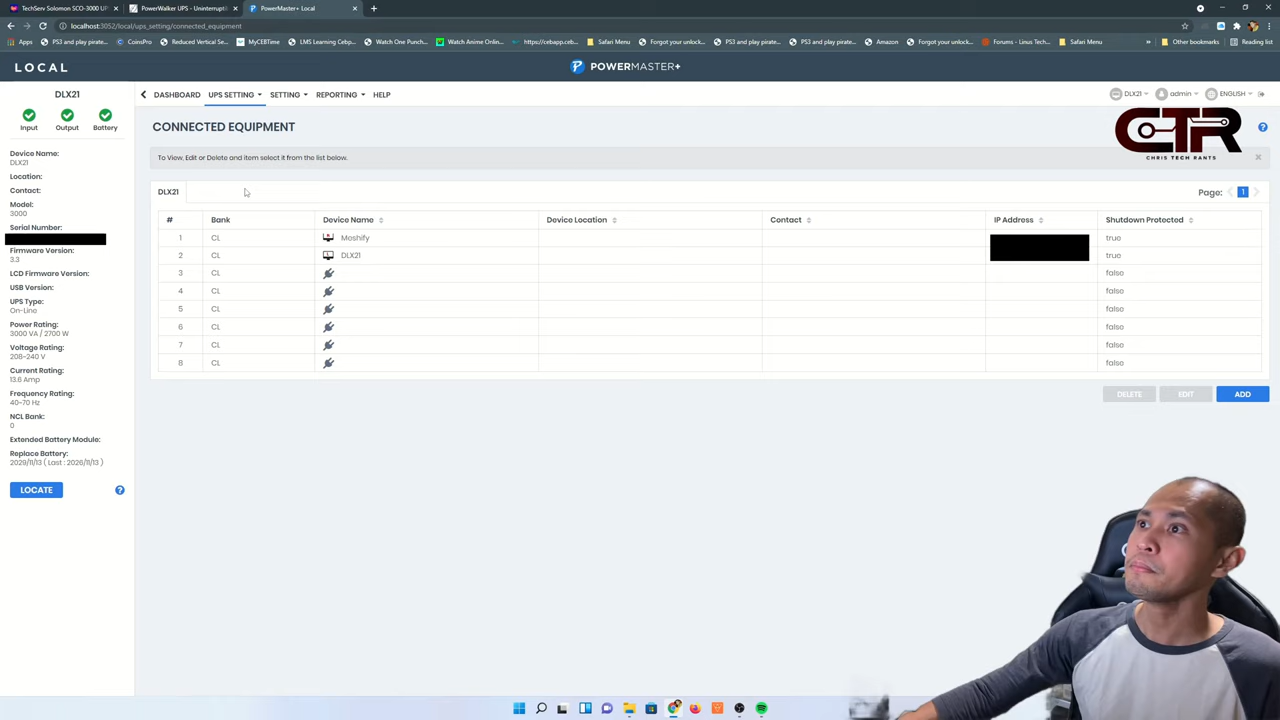 TechServ Solomon SCO-3000 UP
PowerWalker UPS - Uninterrupti
PowerMaster+ Local
localhost:3052/local/ups_setting/connected_equipment
Apps
PS3 and play pirate...
CoinPro
Reduced Vertical Se...
MyCEBTime
LMS Learning Cebp...
Watch One Punch...
Watch Anime Online...
https://cebapp.ceb...
Safari Menu
Forgot your unlock...
PS3 and play pirate...
PS3 and play pirate...
Amazon
Forgot your unlock...
Forums - Linus Tech...
Safari Menu
Other bookmarks
Reading list
LOCAL
POWERMASTER+
DLX21
Input
Output
Battery
Device Name:
DLX21
Location:
Contact:
Model:
3000
Serial Number:
Firmware Version:
3.3
LCD Firmware Version:
USB Version:
UPS Type:
On-Line
Power Rating:
3000 VA / 2700 W
Voltage Rating:
208~240 V
Current Rating:
13.6 Amp
Frequency Rating:
40~70 Hz
NCL Bank:
0
Extended Battery Module:
Replace Battery:
2029/11/13 ( Last : 2026/11/13 )
LOCATE
DASHBOARD UPS SETTING SETTING REPORTING HELP
DLX21 admin ENGLISH
CONNECTED EQUIPMENT
CTR
CHRIS TECH RANTS
To View, Edit or Delete and item select it from the list below.
DLX21
Page: 1
# Bank Device Name Device Location Contact IP Address Shutdown Protected
1 CL Moshify true
2 CL DLX21 true
3 CL false
4 CL false
5 CL false
6 CL false
7 CL false
8 CL false
DELETE EDIT ADD